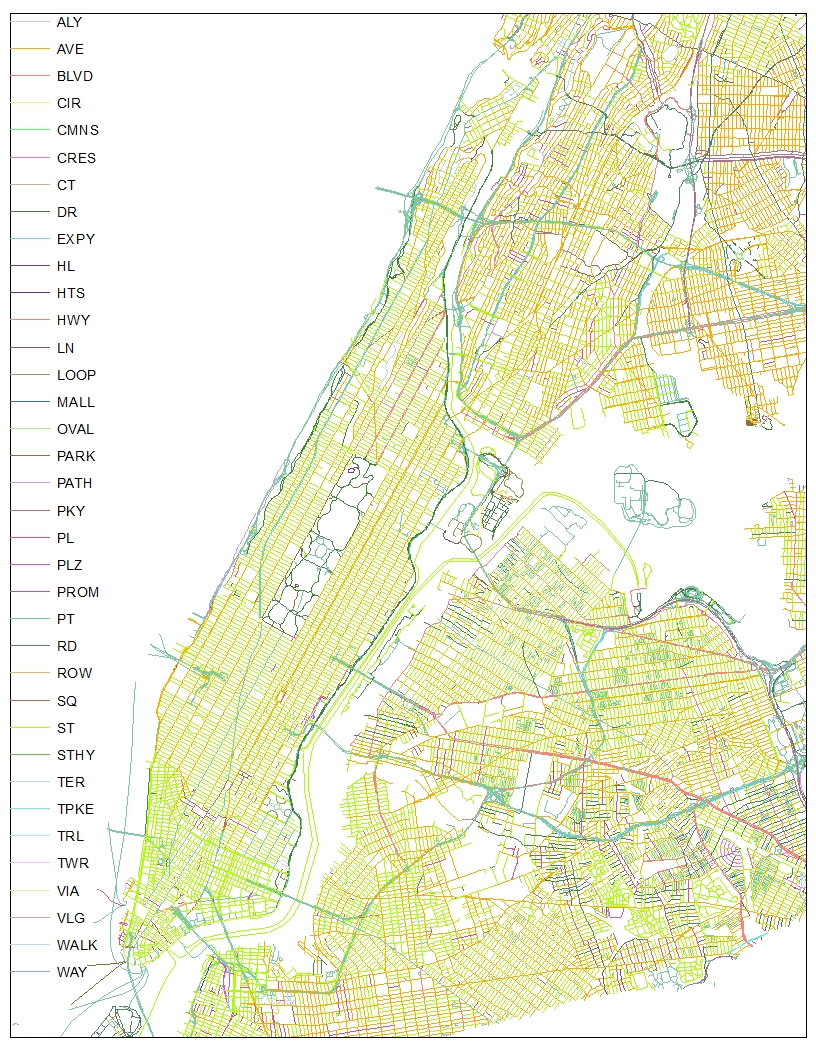 ALY
AVE
BLVD
CIR
CMNS
CRES
CT
DR
EXPY
HL
HTS
HWY
LN
LOOP
MALL
OVAL
PARK
PATH
PKY
PL
PLZ
PROM
PT
RD
ROW
SQ
ST
STHY
TER
TPKE
TRL
TWR
VIA
VLG
WALK
WAY